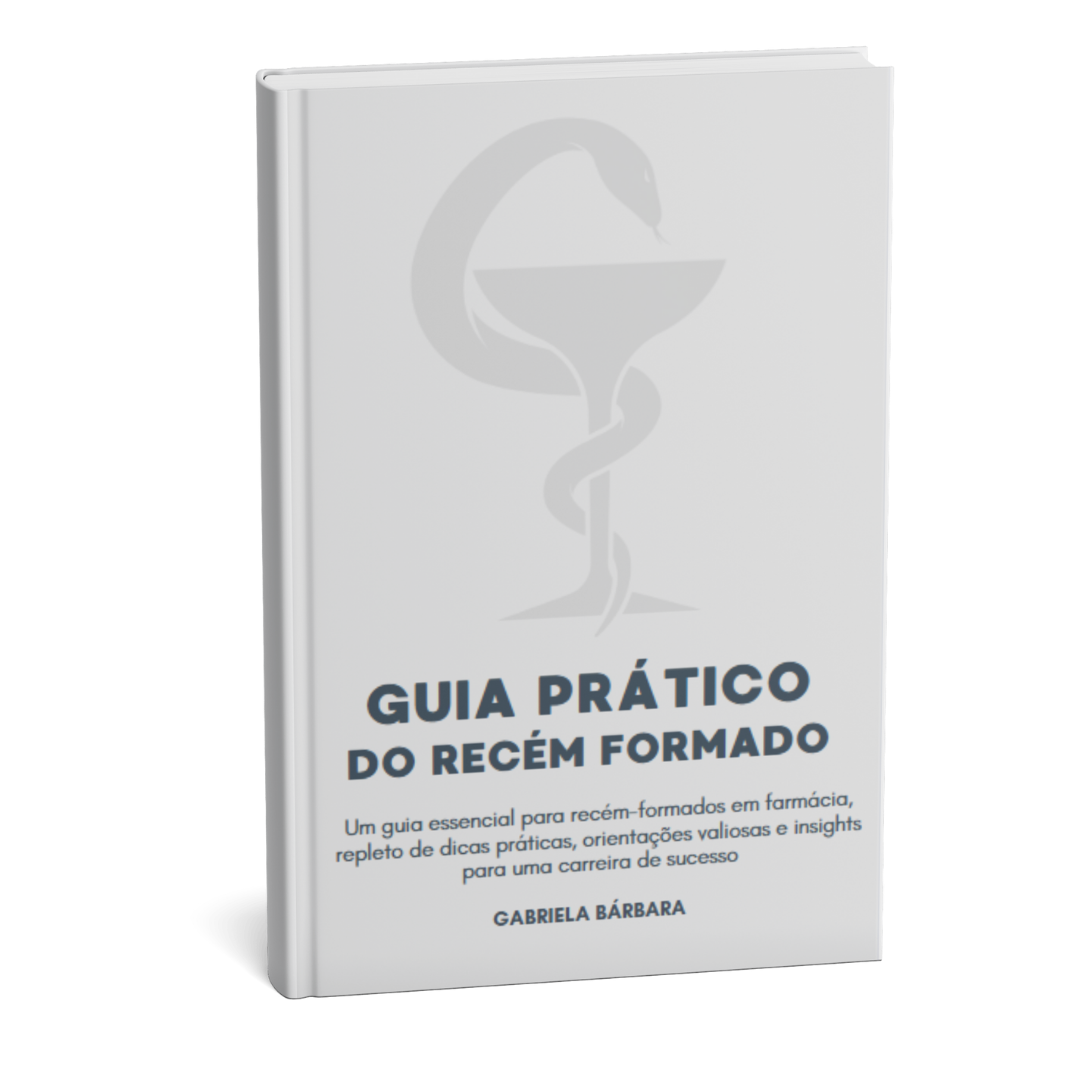 GUIA PRÁTICO
DO RECÉM FORMADO
Um guia essencial para recém-formados em farmácia,
repleto de dicas práticas, orientações valiosas e insights
para uma carreira de sucesso
GABRIELA BÁRBARA